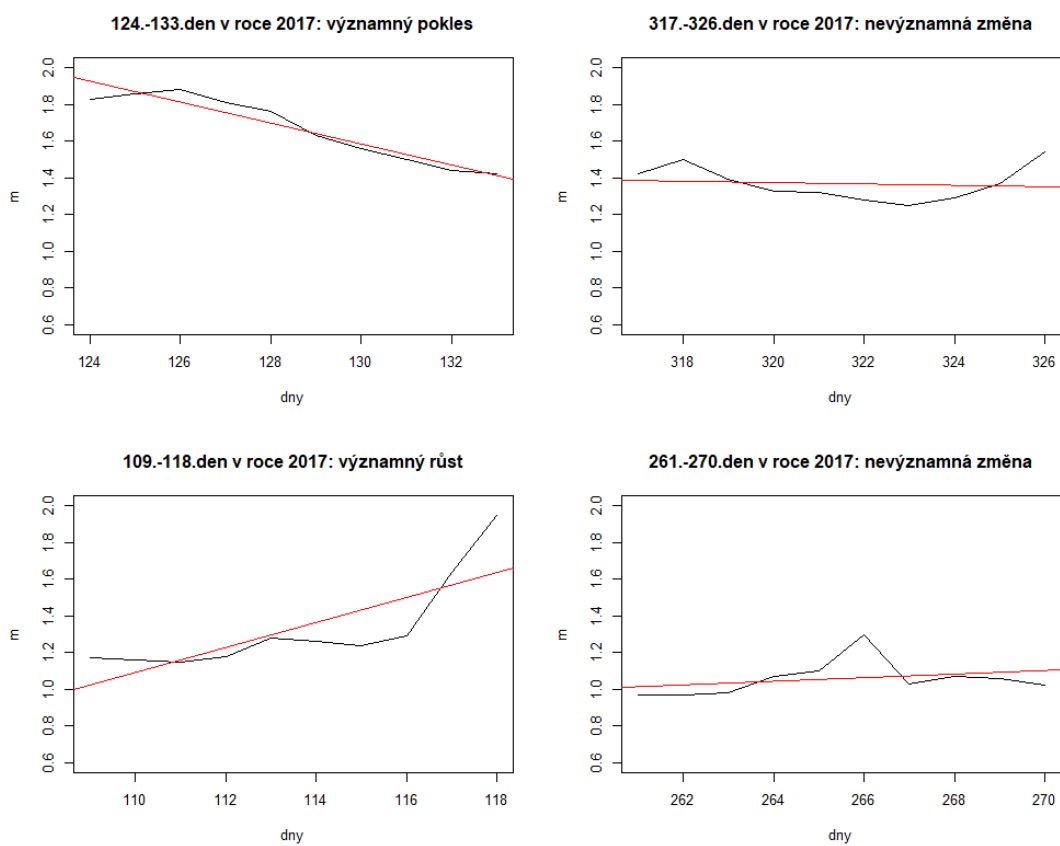 124.-133.den v roce 2017: významný pokles
2.0
1.8
1.6
1.4
1.2
1.0
0.8
0.6
m
124 126 128 130 132
dny
317.-326.den v roce 2017: nevýznamná změna
2.0
1.8
1.6
1.4
1.2
1.0
0.8
0.6
m
318 320 322 324 326
dny
109.-118.den v roce 2017: významný růst
2.0
1.8
1.6
1.4
1.2
1.0
0.8
0.6
m
110 112 114 116 118
dny
261.-270.den v roce 2017: nevýznamná změna
2.0
1.8
1.6
1.4
1.2
1.0
0.8
0.6
m
262 264 266 268 270
dny